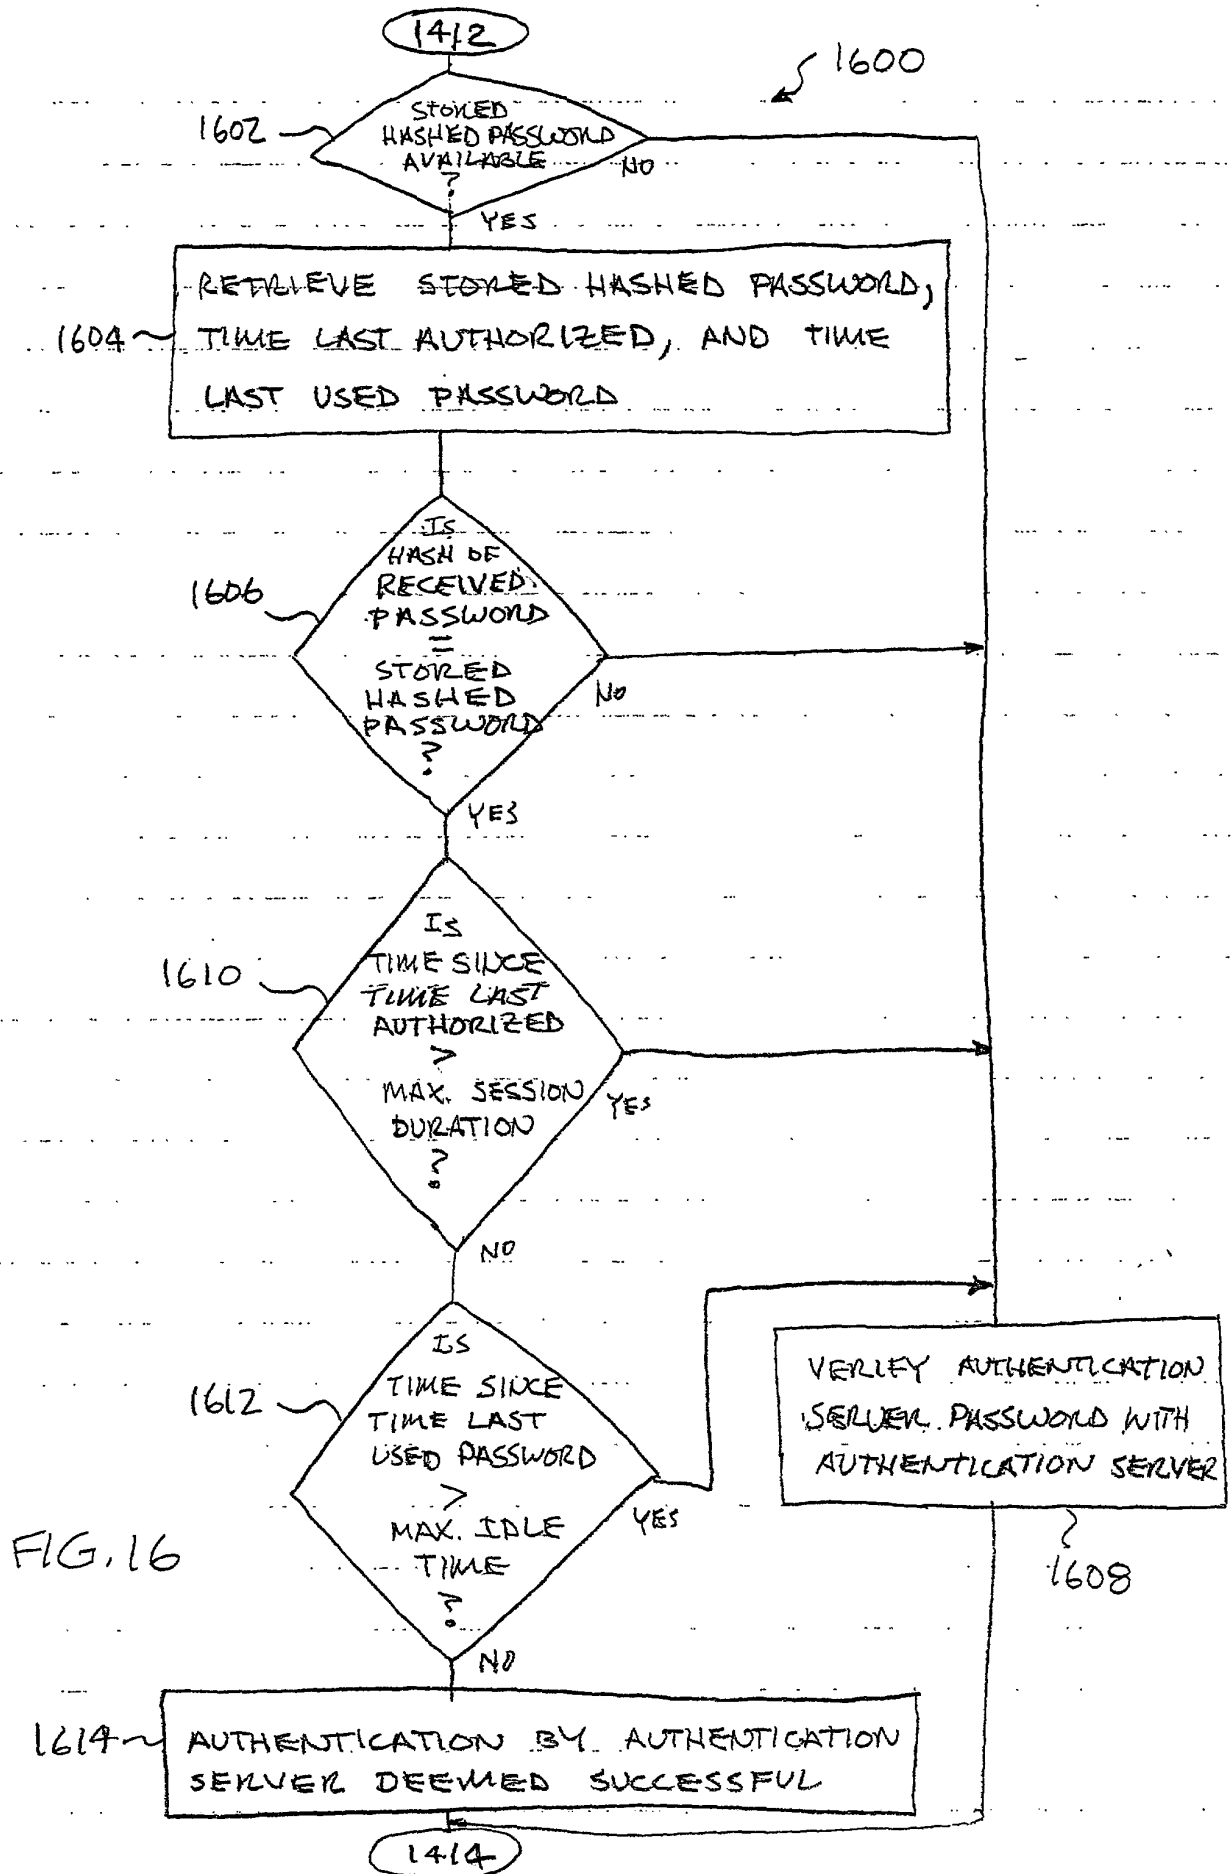 1412
1600
1602
STORED
HASHED PASSWORD
AVAILABLE
?
NO
YES
RETRIEVE STORED HASHED PASSWORD,
1604
TIME LAST AUTHORIZED, AND TIME
LAST USED PASSWORD
1606
IS
HASH OF
RECEIVED
PASSWORD
=
STORED
HASHED
PASSWORD
?
NO
YES
1610
IS
TIME SINCE
TIME LAST
AUTHORIZED
>
MAX. SESSION
DURATION
?
YES
NO
1612
IS
TIME SINCE
TIME LAST
USED PASSWORD
>
MAX. IDLE
TIME
?
YES
NO
VERIFY AUTHENTICATION
SERVER PASSWORD WITH
AUTHENTICATION SERVER
1608
FIG. 16
1614
AUTHENTICATION BY AUTHENTICATION
SERVER DEEMED SUCCESSFUL
1414